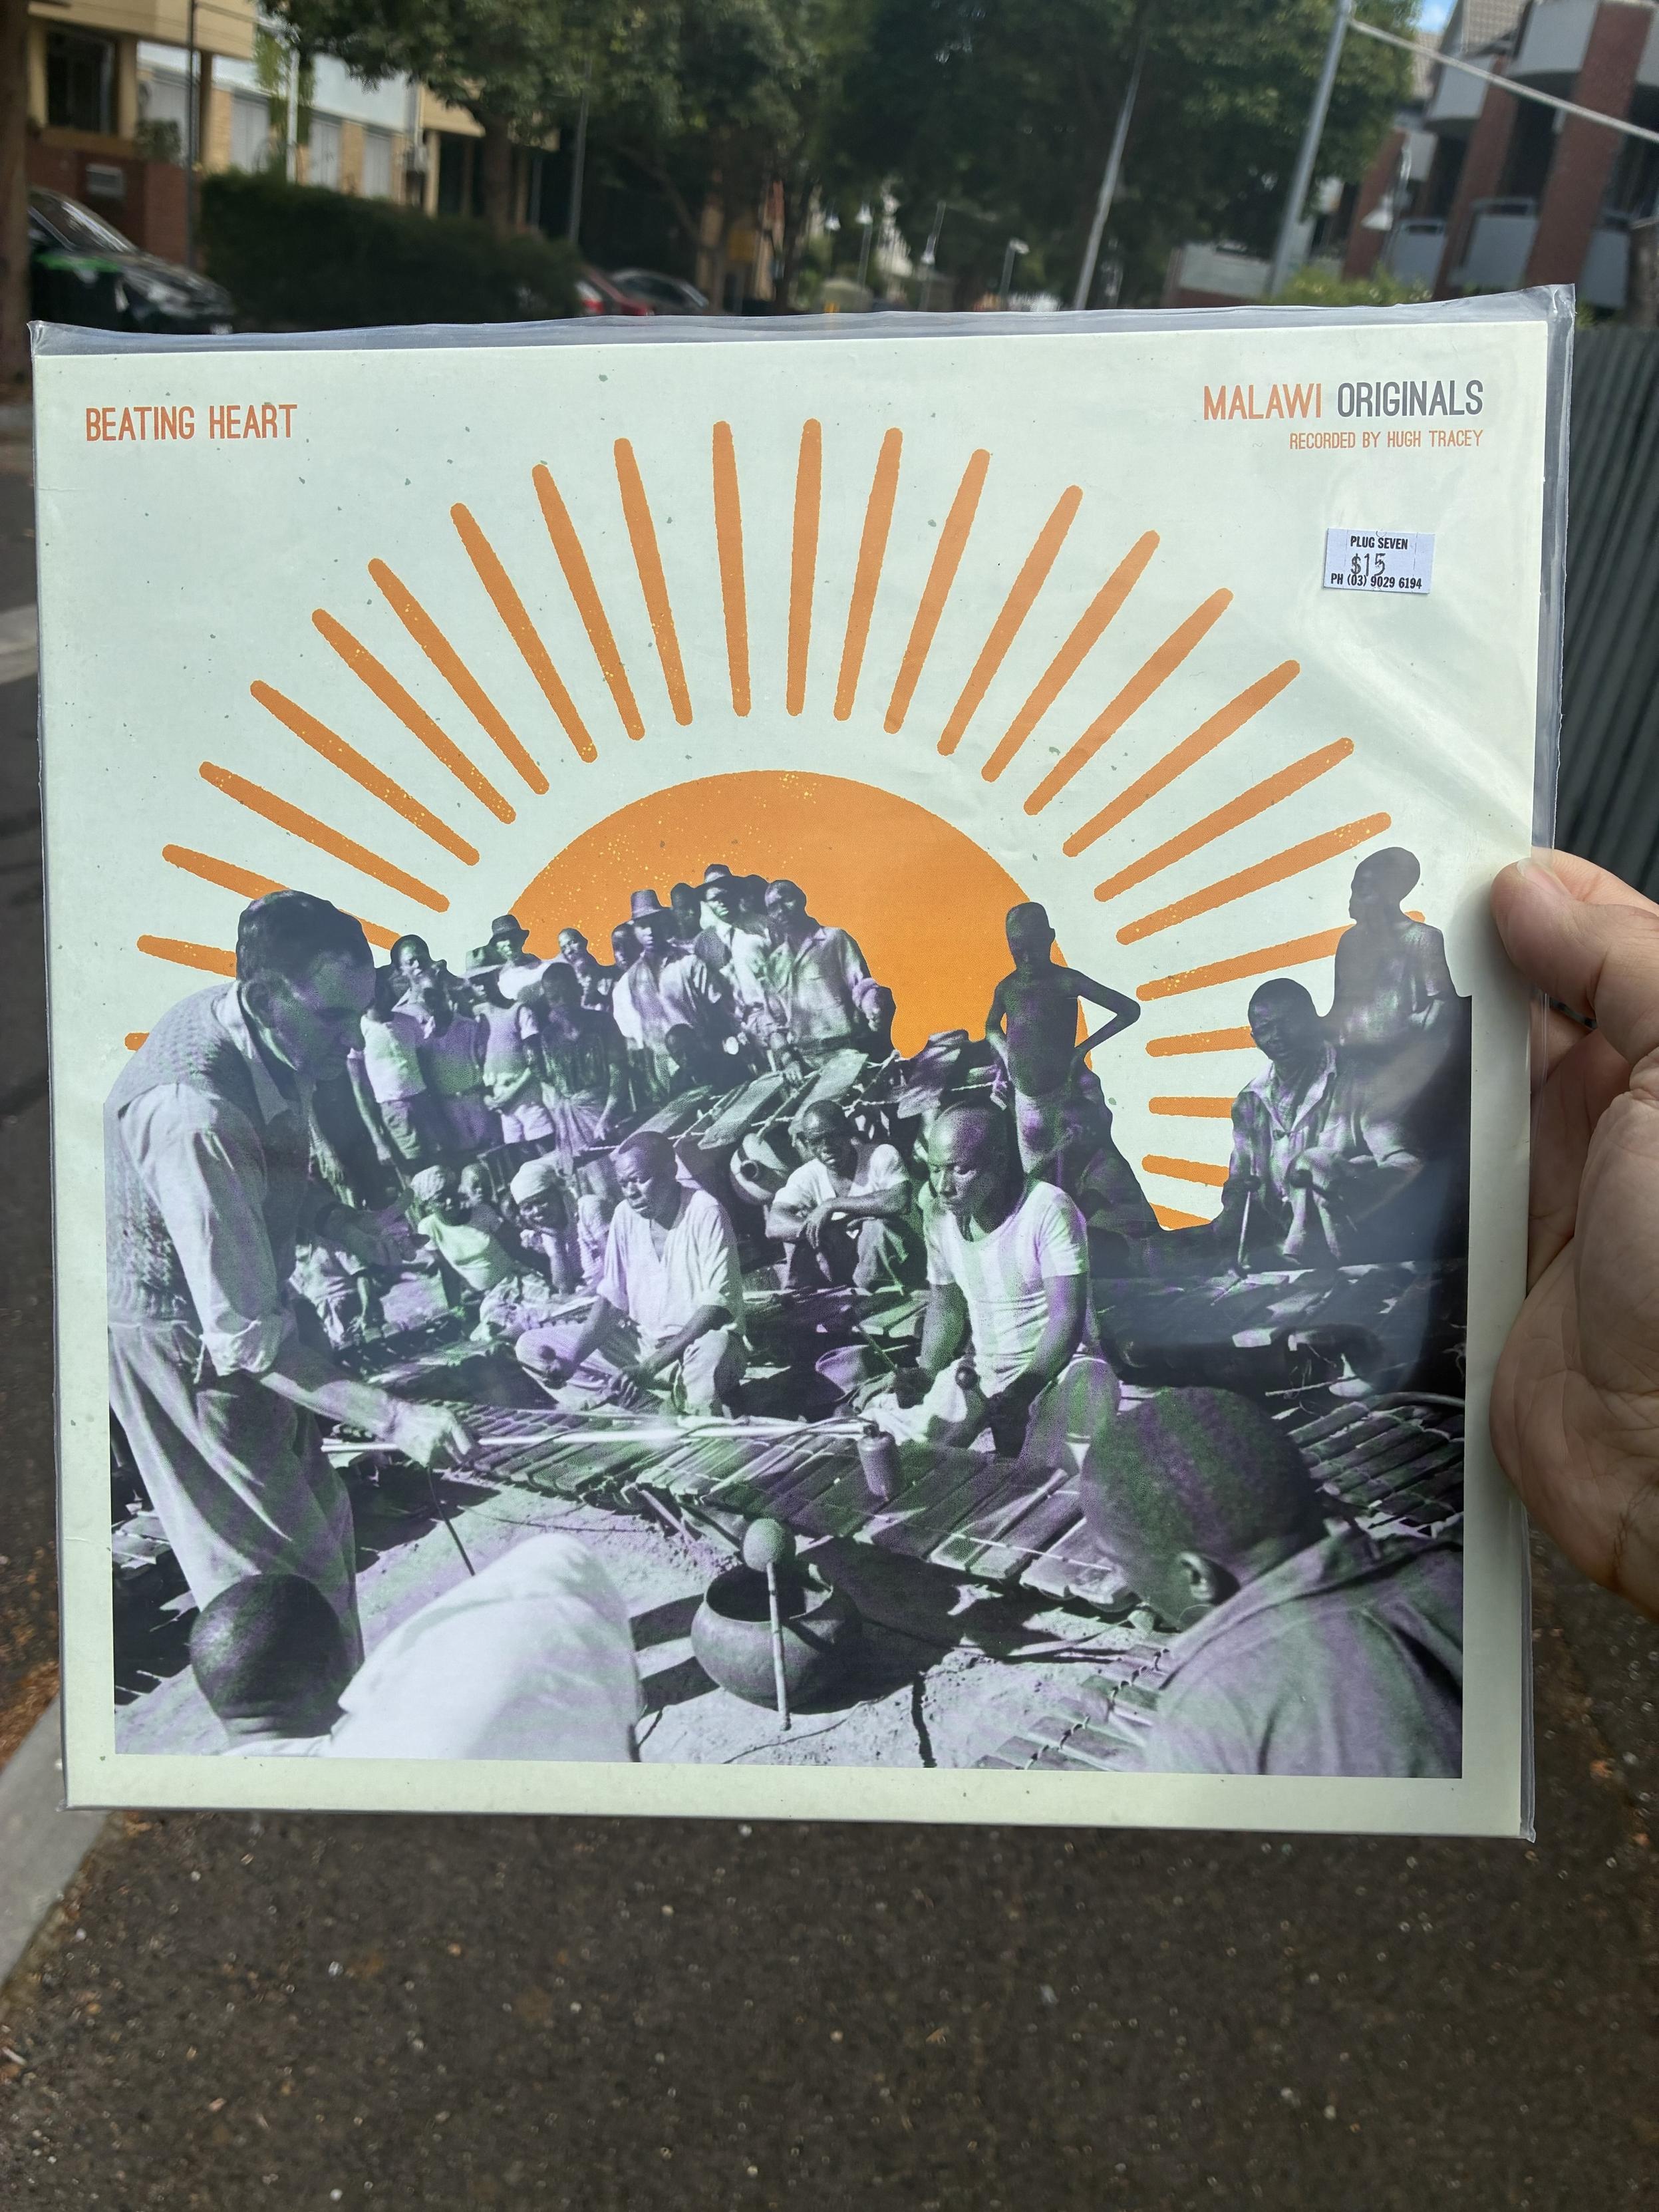 BEATING HEART
MALAWI ORIGINALS
RECORDED BY HUGH TRACEY
PLUG SEVEN
$15
PH (03) 9029 6194